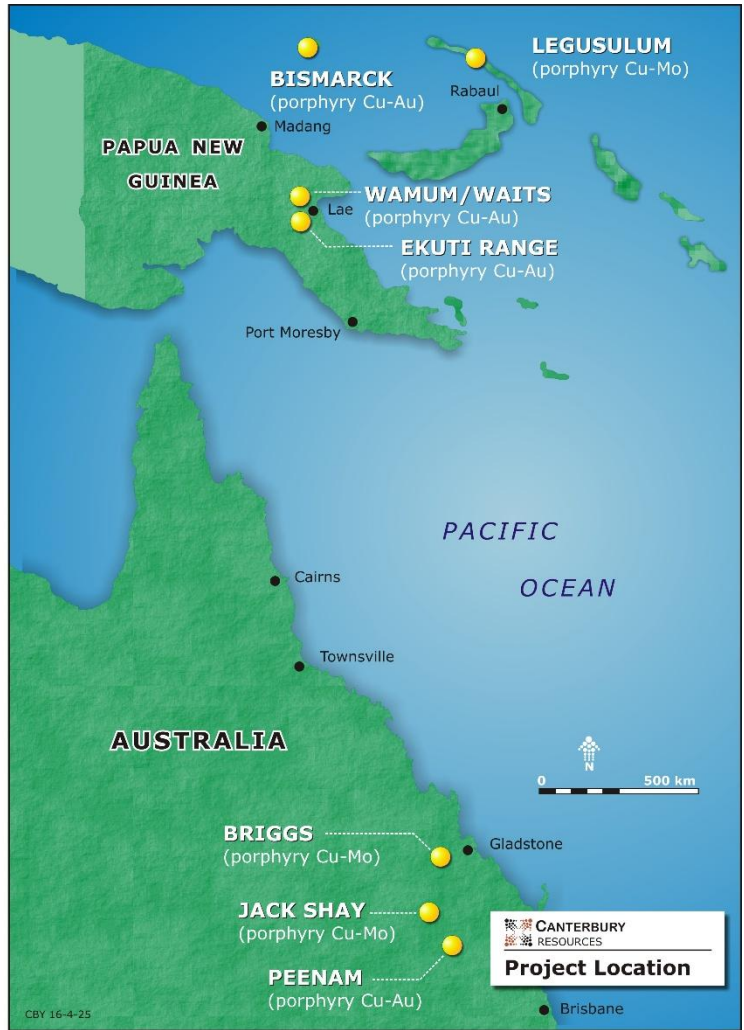 LEGUSULUM
(porphyry Cu-Mo)
BISMARCK
(porphyry Cu-Au)
Rabaul
Madang
PAPUA NEW
GUINEA
WAMUM/WAITS
(porphyry Cu-Au)
Lae
EKUTI RANGE
(porphyry Cu-Au)
Port Moresby
PACIFIC
OCEAN
Cairns
Townsville
AUSTRALIA
N
0 500 km
BRIGGS
(porphyry Cu-Mo)
Gladstone
JACK SHAY
(porphyry Cu-Mo)
PEENAM
(porphyry Cu-Au)
CANTERBURY
RESOURCES
Project Location
Brisbane
CBY 16-4-25